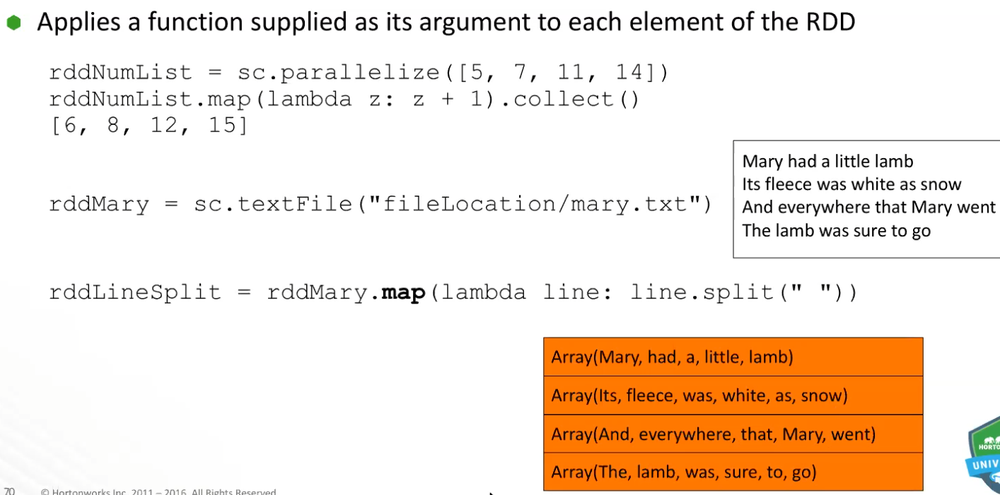 Applies a function supplied as its argument to each element of the RDD
rddNumList = sc.parallelize([5, 7, 11, 14])
rddNumList.map(lambda z: z + 1).collect()
[6, 8, 12, 15]
Mary had a little lamb
Its fleece was white as snow
And everywhere that Mary went
The lamb was sure to go
rddMary = sc.textFile("fileLocation/mary.txt")
rddLineSplit = rddMary.map(lambda line: line.split(" "))
Array(Mary, had, a, little, lamb)
Array(Its, fleece, was, white, as, snow)
Array(And, everywhere, that, Mary, went)
Array(The, lamb, was, sure, to, go)
HORTO
UNIV
70 © Hortonworks Inc. 2011 – 2016. All Rights Reserved